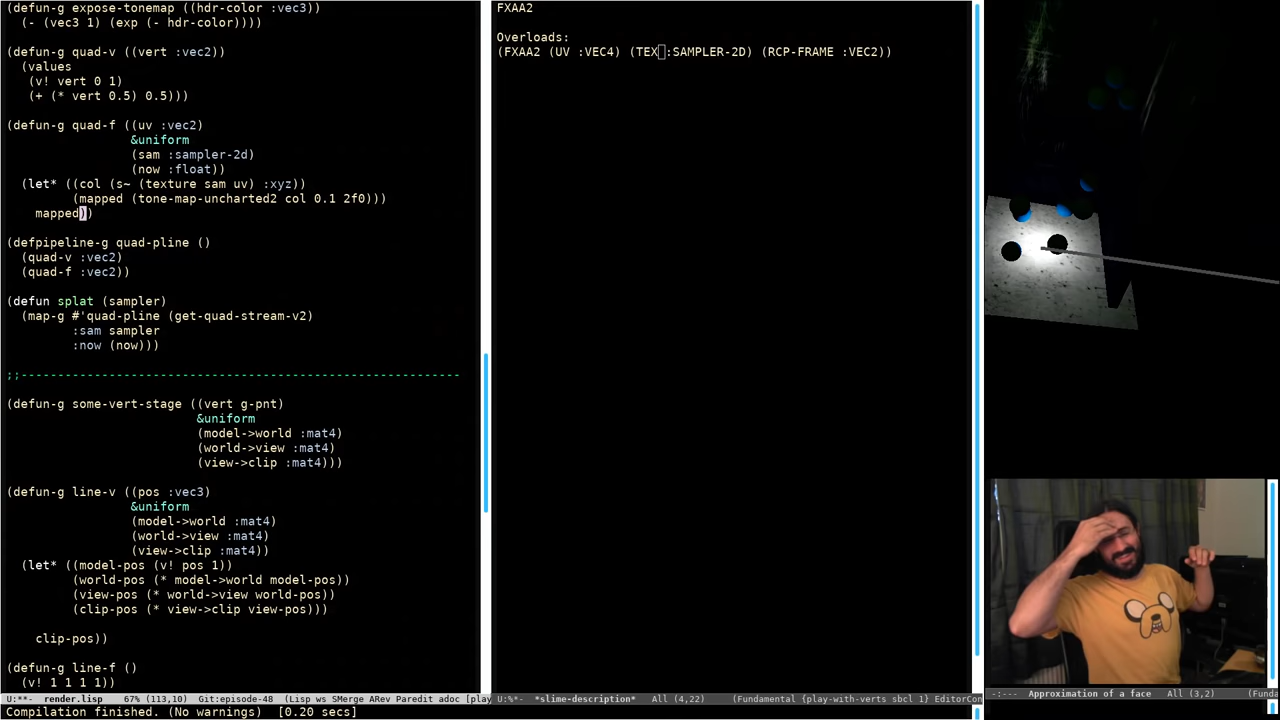 (defun-g expose-tonemap ((hdr-color :vec3))
  (- (vec3 1) (exp (- hdr-color))))

(defun-g quad-v ((vert :vec2))
  (values
   (v! vert 0 1)
   (+ (* vert 0.5) 0.5)))

(defun-g quad-f ((uv :vec2)
                 &uniform
                 (sam :sampler-2d)
                 (now :float))
  (let* ((col (s~ (texture sam uv) :xyz))
         (mapped (tone-map-uncharted2 col 0.1 2f0)))
    mapped))

(defpipeline-g quad-pline ()
  (quad-v :vec2)
  (quad-f :vec2))

(defun splat (sampler)
  (map-g #'quad-pline (get-quad-stream-v2)
         :sam sampler
         :now (now)))

;;------------------------------------------------------------

(defun-g some-vert-stage ((vert g-pnt)
                          &uniform
                          (model->world :mat4)
                          (world->view :mat4)
                          (view->clip :mat4)))

(defun-g line-v ((pos :vec3)
                 &uniform
                 (model->world :mat4)
                 (world->view :mat4)
                 (view->clip :mat4))
  (let* ((model-pos (v! pos 1))
         (world-pos (* model->world model-pos))
         (view-pos (* world->view world-pos))
         (clip-pos (* view->clip view-pos)))

    clip-pos))

(defun-g line-f ()
  (v! 1 1 1 1))
U:**-  render.lisp    67% (113,10)  Git:episode-48  (Lisp ws SMerge ARev Paredit adoc [play
Compilation finished. (No warnings)  [0.20 secs]
FXAA2

Overloads:
(FXAA2 (UV :VEC4) (TEX :SAMPLER-2D) (RCP-FRAME :VEC2))
U:%*-  *slime-description*   All (4,22)    (Fundamental {play-with-verts sbcl 1} EditorCon
-:---  Approximation of a face   All (3,2)    (Fundamental